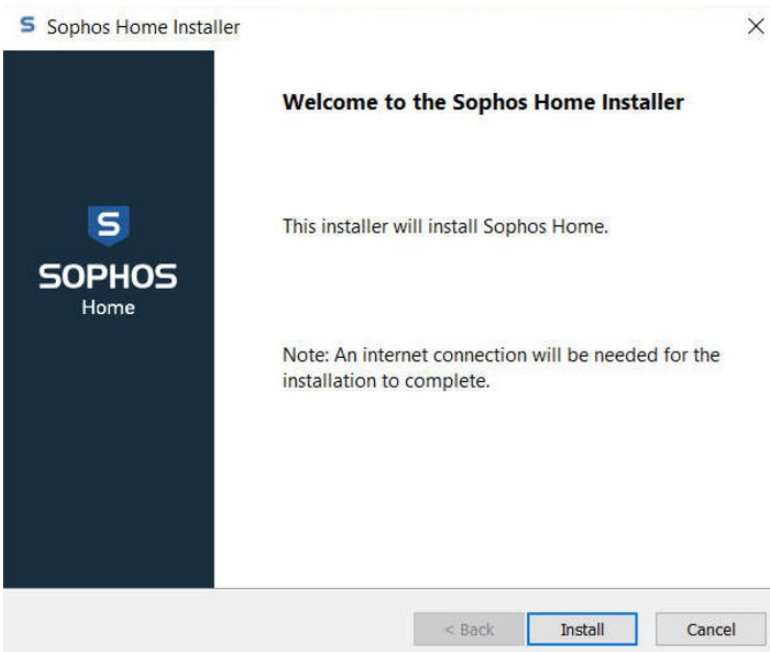 Sophos Home Installer
Welcome to the Sophos Home Installer
S
SOPHOS
Home
This installer will install Sophos Home.
Note: An internet connection will be needed for the
installation to complete.
< Back
Install
Cancel